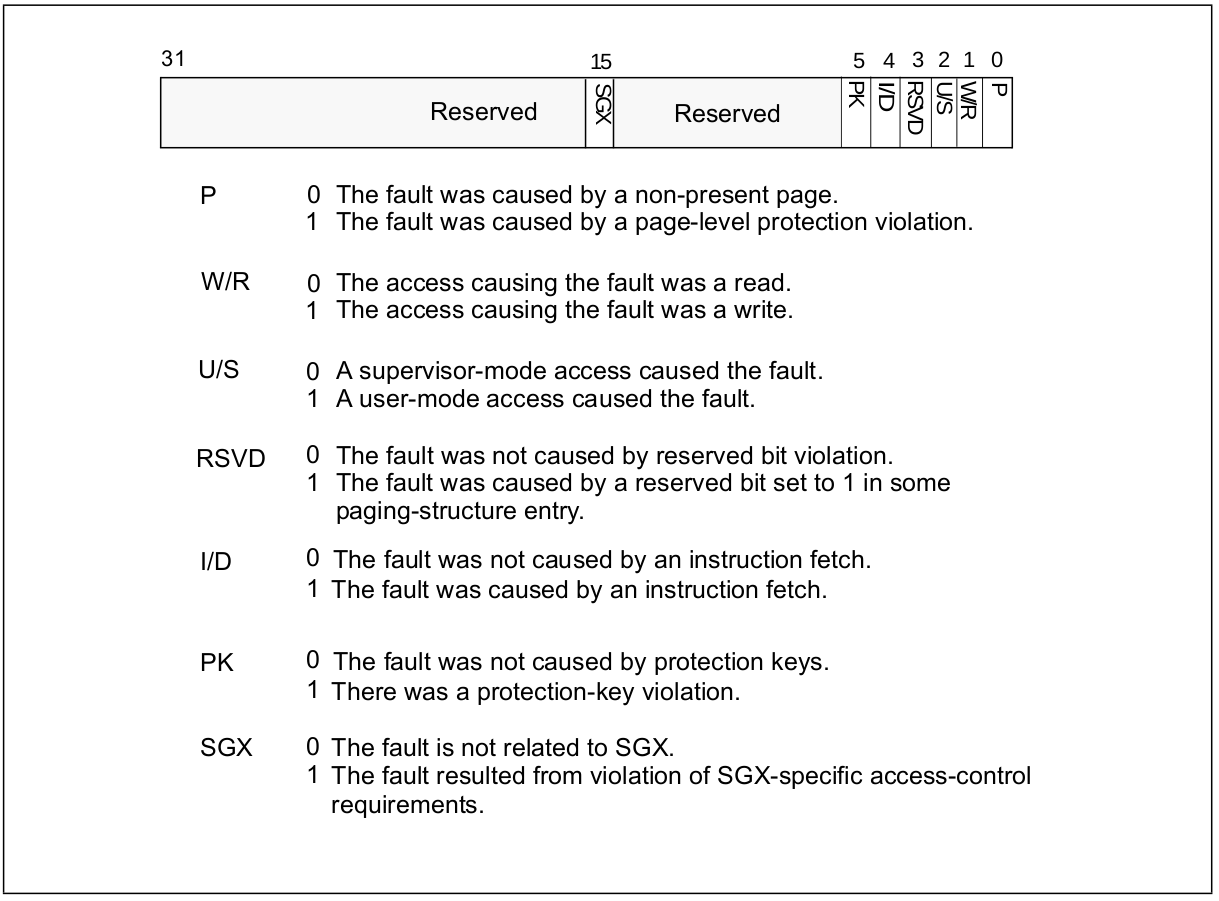 31 15 5 4 3 2 1 0
Reserved SGX Reserved PK I/D RSVD U/S W/R P
P 0 The fault was caused by a non-present page.
1 The fault was caused by a page-level protection violation.
W/R 0 The access causing the fault was a read.
1 The access causing the fault was a write.
U/S 0 A supervisor-mode access caused the fault.
1 A user-mode access caused the fault.
RSVD 0 The fault was not caused by reserved bit violation.
1 The fault was caused by a reserved bit set to 1 in some
paging-structure entry.
I/D 0 The fault was not caused by an instruction fetch.
1 The fault was caused by an instruction fetch.
PK 0 The fault was not caused by protection keys.
1 There was a protection-key violation.
SGX 0 The fault is not related to SGX.
1 The fault resulted from violation of SGX-specific access-control
requirements.